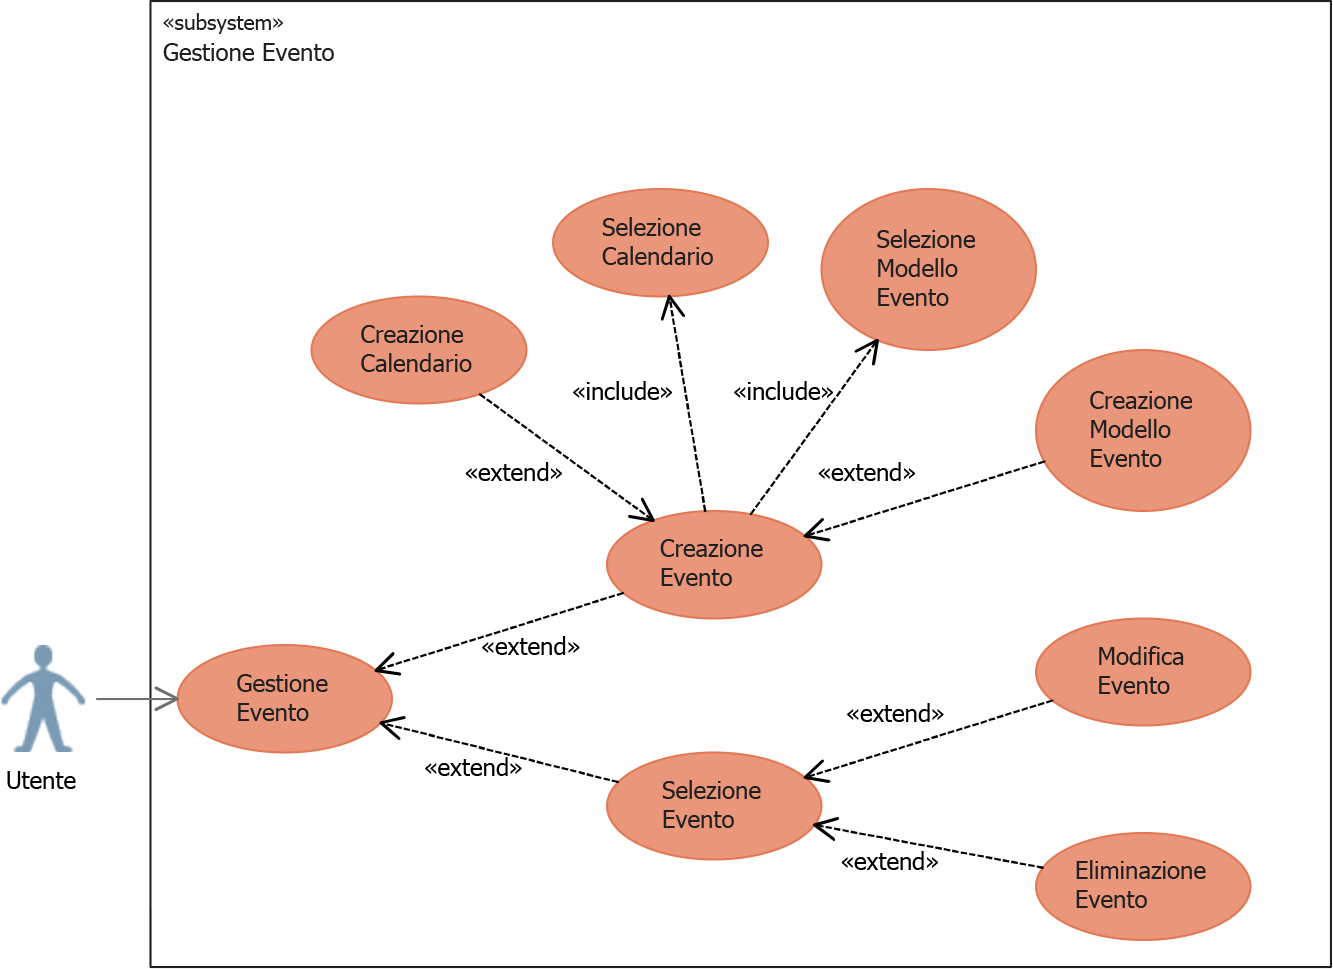 «subsystem»
Gestione Evento
Selezione
Calendario
Selezione
Modello
Evento
Creazione
Calendario
«include»
«include»
Creazione
Modello
Evento
«extend»
«extend»
Creazione
Evento
«extend»
Modifica
Evento
Gestione
Evento
«extend»
«extend»
Utente
Selezione
Evento
«extend»
Eliminazione
Evento